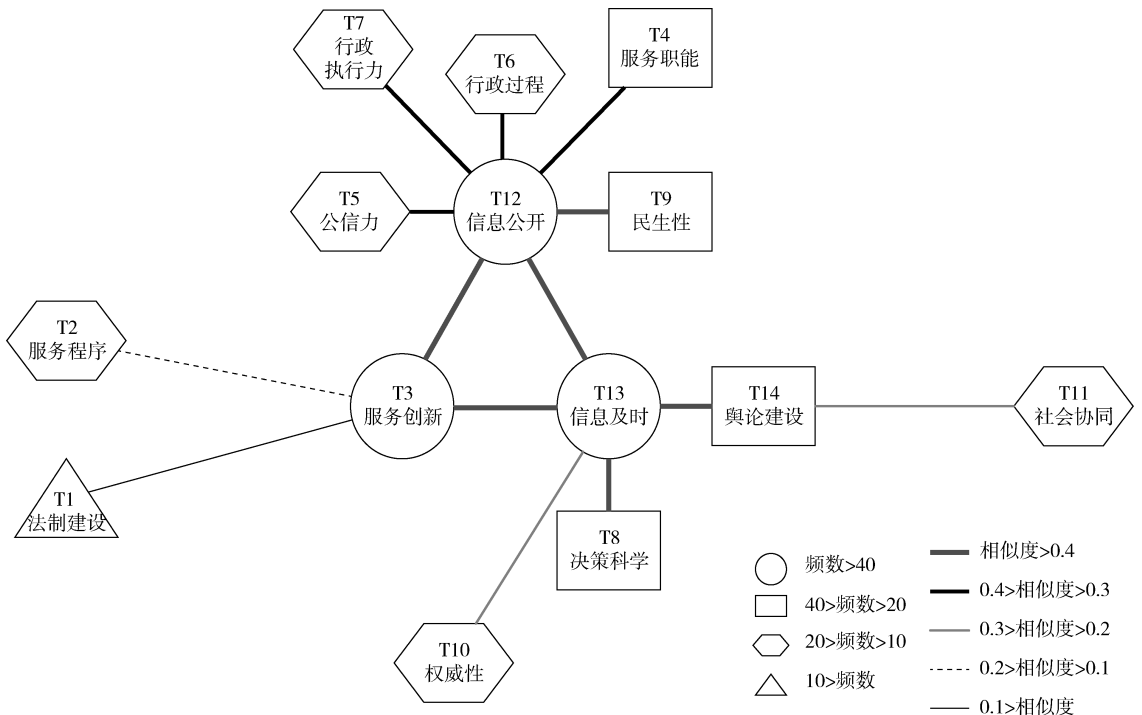 T7
行政
执行力
T6
行政过程
T4
服务职能
T5
公信力
T12
信息公开
T9
民生性
T2
服务程序
T3
服务创新
T13
信息及时
T14
舆论建设
T11
社会协同
T1
法制建设
T8
决策科学
T10
权威性
频数>40
40>频数>20
20>频数>10
10>频数
相似度>0.4
0.4>相似度>0.3
0.3>相似度>0.2
0.2>相似度>0.1
0.1>相似度